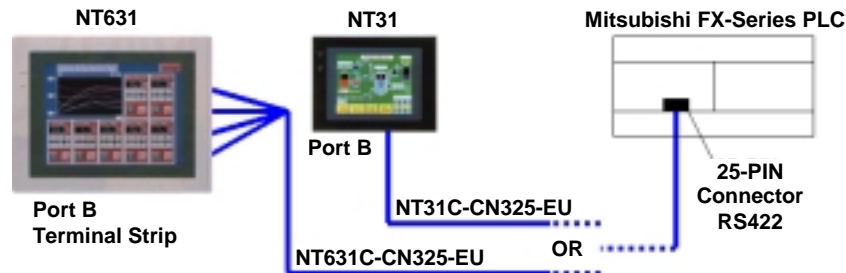 NT631
NT31
Mitsubishi FX-Series PLC
Port B
25-PIN
Connector
RS422
Port B
Terminal Strip
NT31C-CN325-EU
NT631C-CN325-EU
OR